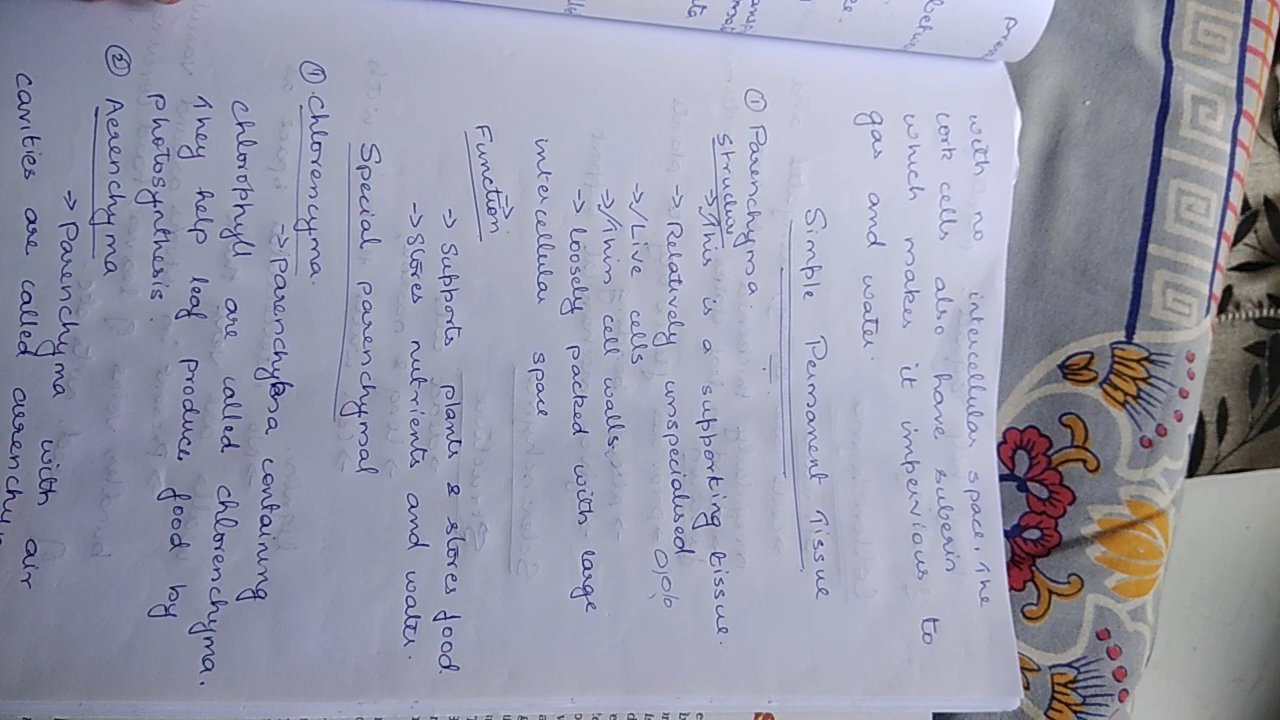 with no intercellular space. The
cork cells also have suberin
which makes it impervious to
gas and water.
Simple Permanent Tissue
① Parenchyma.
Structure
→ This is a supporting tissue.
→ Relatively unspecialised
→ Live cells
→ Thin cell walls.
→ loosely packed with large
intercellular space
Function
→ Supports plants & stores food
→ Stores nutrients and water.
Special parenchymal
① Chlorencyma.
→ parenchyma containing
chlorophyll are called chlorenchyma.
They help leaf produce food by
photosynthesis.
② Aerenchyma
→ Parenchyma with air
cavities are called